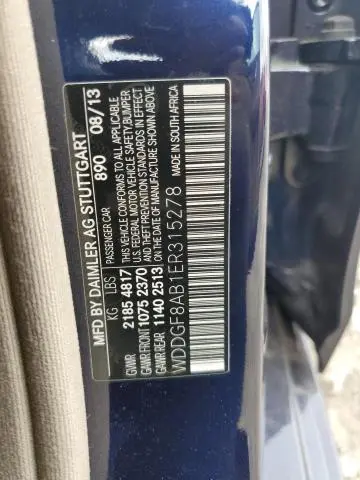 MFD BY DAIMLER AG STUTTGART
890 08/13
PASSENGER CAR
THIS VEHICLE CONFORMS TO ALL APPLICABLE
U.S. FEDERAL MOTOR VEHICLE SAFETY/BUMPER
AND THEFT PREVENTION STANDARDS IN EFFECT
ON THE DATE OF MANUFACTURE SHOWN ABOVE
KG LBS
GVWR 2185 4817
GAWR FRONT 1075 2370
GAWR REAR 1140 2513
WDDGF8AB1ER315278
MADE IN SOUTH AFRICA